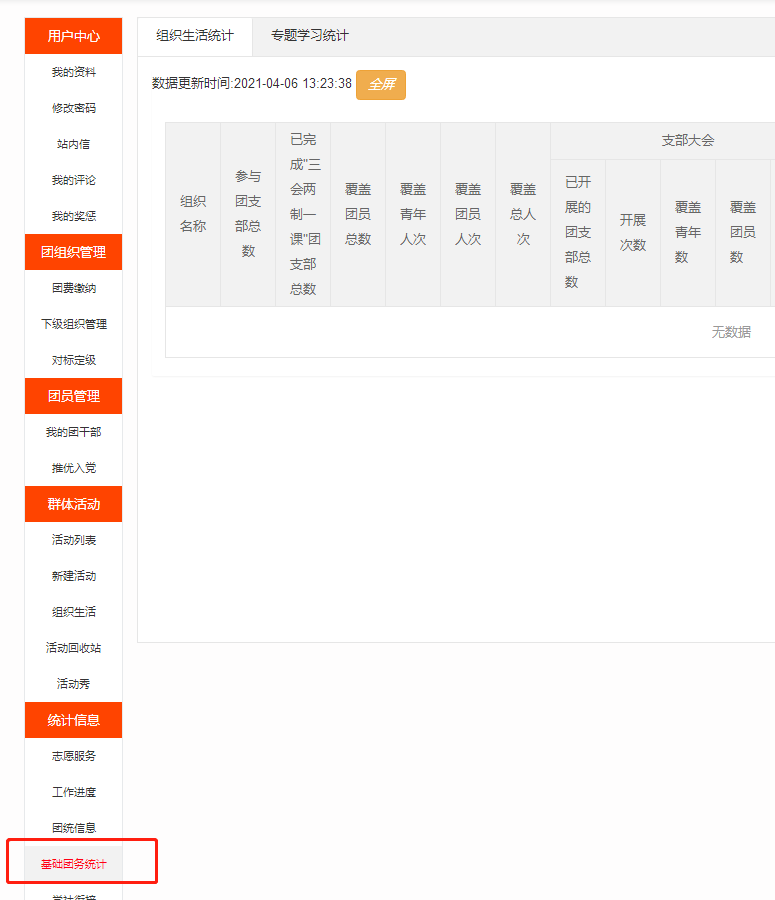 用户中心
我的资料
修改密码
站内信
我的评论
我的奖惩
团组织管理
团费缴纳
下级组织管理
对标定级
团员管理
我的团干部
推优入党
群体活动
活动列表
新建活动
组织生活
活动回收站
活动秀
统计信息
志愿服务
工作进度
团统信息
基础团务统计
组织生活统计
专题学习统计
数据更新时间:2021-04-06 13:23:38
全屏
组织
名称
参与
团支
部总
数
已完
成"三
会两
制一
课"团
支部
总数
覆盖
团员
总数
覆盖
青年
人次
覆盖
团员
人次
覆盖
总人
次
支部大会
已开
展的
团支
部总
数
开展
次数
覆盖
青年
数
覆盖
团员
数
无数据